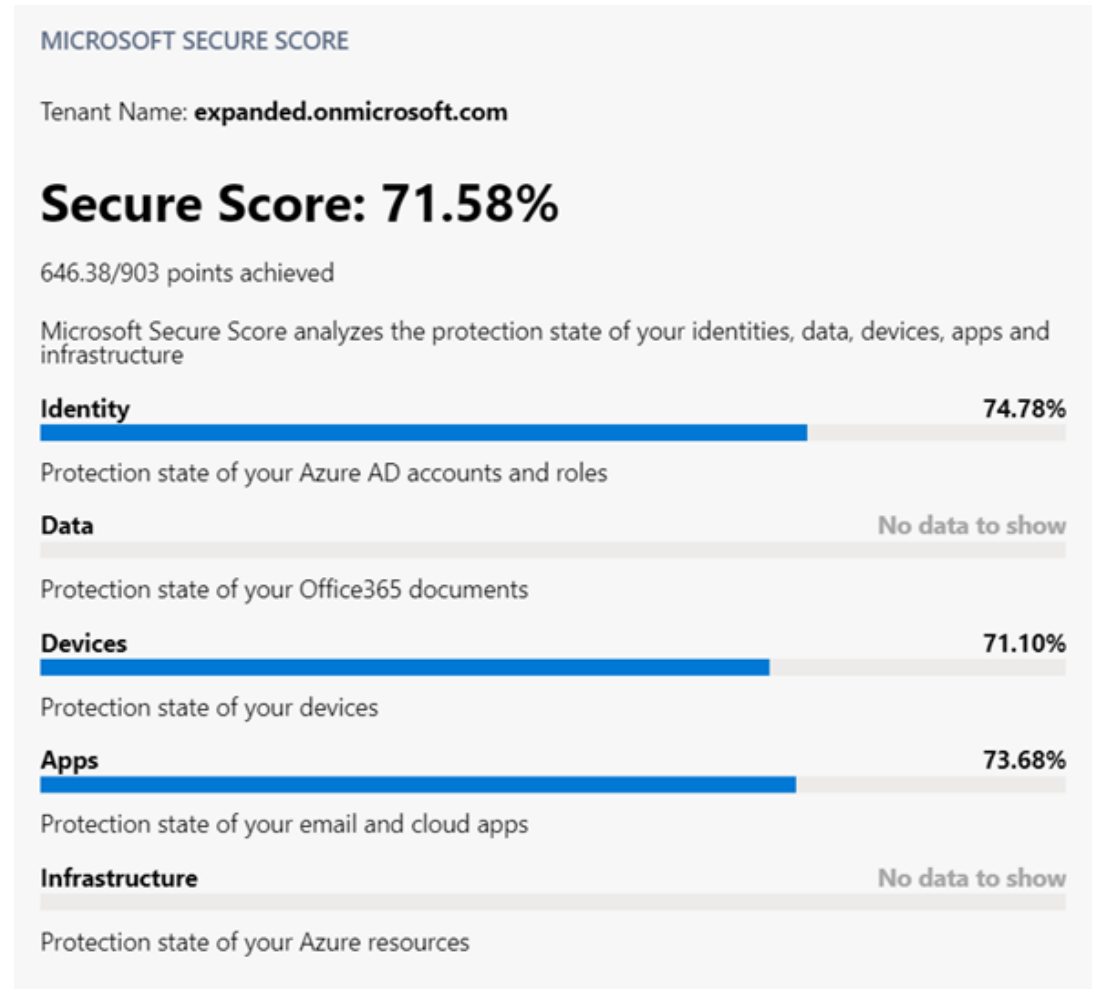 MICROSOFT SECURE SCORE
Tenant Name: expanded.onmicrosoft.com
Secure Score: 71.58%
646.38/903 points achieved
Microsoft Secure Score analyzes the protection state of your identities, data, devices, apps and
infrastructure
Identity 74.78%
Protection state of your Azure AD accounts and roles
Data No data to show
Protection state of your Office365 documents
Devices 71.10%
Protection state of your devices
Apps 73.68%
Protection state of your email and cloud apps
Infrastructure No data to show
Protection state of your Azure resources